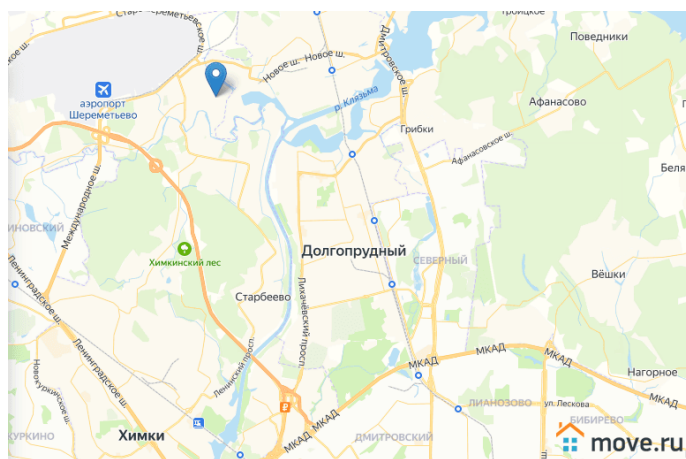 Старошереметьевское ш.
Троицкое
Поведники
Дмитровское ш.
Новое ш.
Новое ш.
аэропорт
Шереметьево
р. Клязьма
Афанасово
Грибки
Афанасовское ш.
Международное ш.
Химкинский лес
Долгопрудный
СЕВЕРНЫЙ
Вёшки
Ленинградское ш.
Старбеево
Лихачёвский просп.
МКАД
МКАД
МКАД
Новокуркинское ш.
Ленинградское ш.
Ленинский просп.
Нагорное
ЛИАНОЗОВО
ул. Лескова
БИБИРЕВО
КУРКИНО
Химки
МКАД
МКАД
ДМИТРОВСКИЙ
move.ru